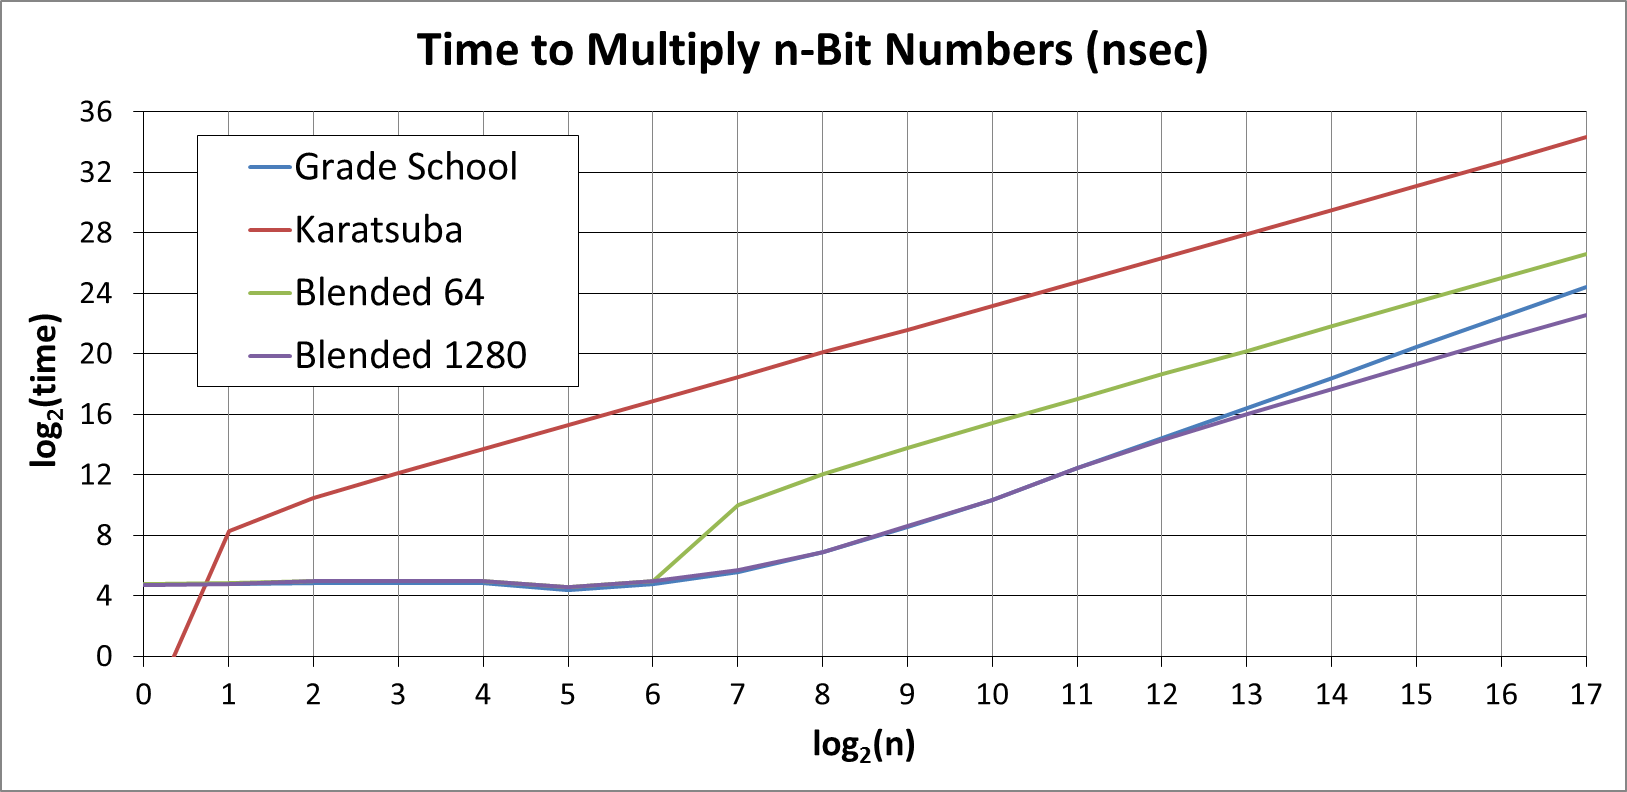 Time to Multiply n-Bit Numbers (nsec)
36
32
28
24
20
16
12
8
4
0
log₂(time)
Grade School
Karatsuba
Blended 64
Blended 1280
0 1 2 3 4 5 6 7 8 9 10 11 12 13 14 15 16 17
log₂(n)